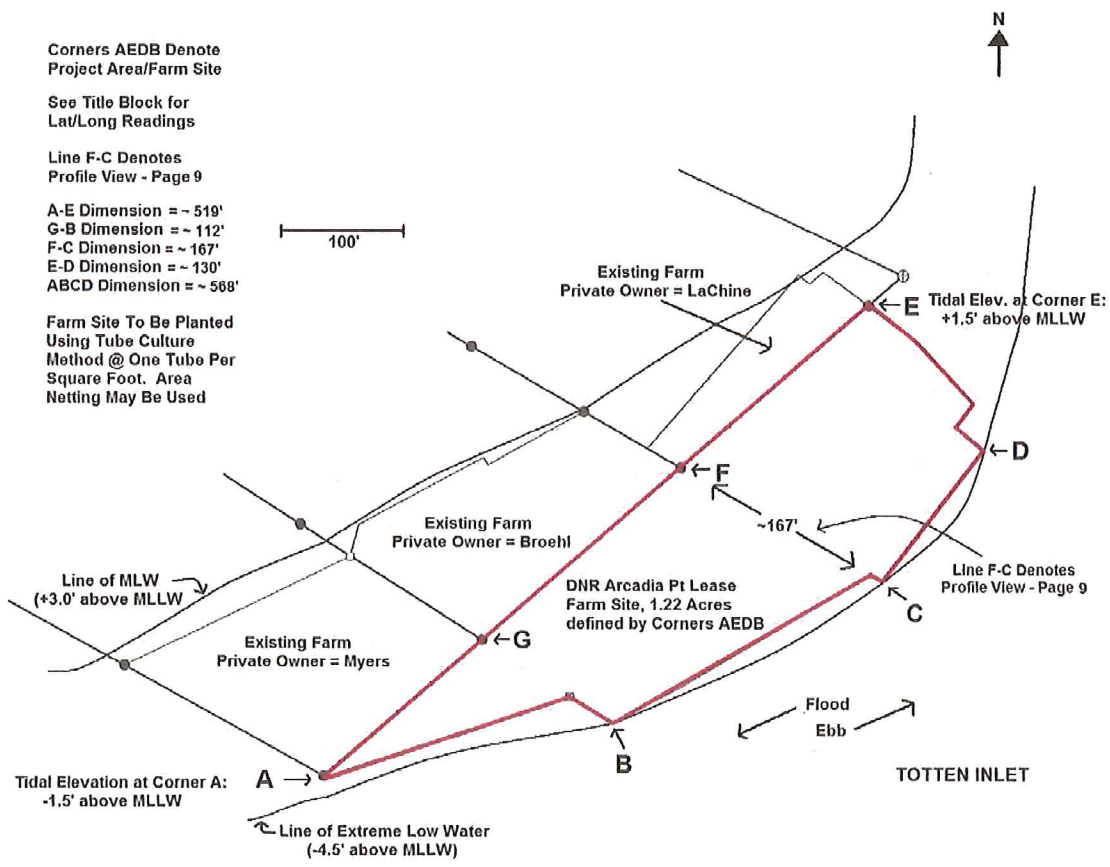 Corners AEDB Denote
Project Area/Farm Site
See Title Block for
Lat/Long Readings
Line F-C Denotes
Profile View - Page 9
A-E Dimension = ~ 519'
G-B Dimension = ~ 112'
F-C Dimension = ~ 167'
E-D Dimension = ~ 130'
ABCD Dimension = ~ 568'
Farm Site To Be Planted
Using Tube Culture
Method @ One Tube Per
Square Foot. Area
Netting May Be Used
100'
N
Existing Farm
Private Owner = LaChine
E
Tidal Elev. at Corner E:
+1.5' above MLLW
D
F
~167'
Existing Farm
Private Owner = Broehl
Line of MLW
(+3.0' above MLLW)
DNR Arcadia Pt Lease
Farm Site, 1.22 Acres
defined by Corners AEDB
Line F-C Denotes
Profile View - Page 9
C
G
Existing Farm
Private Owner = Myers
Flood
Ebb
B
A
Tidal Elevation at Corner A:
-1.5' above MLLW
TOTTEN INLET
Line of Extreme Low Water
(-4.5' above MLLW)